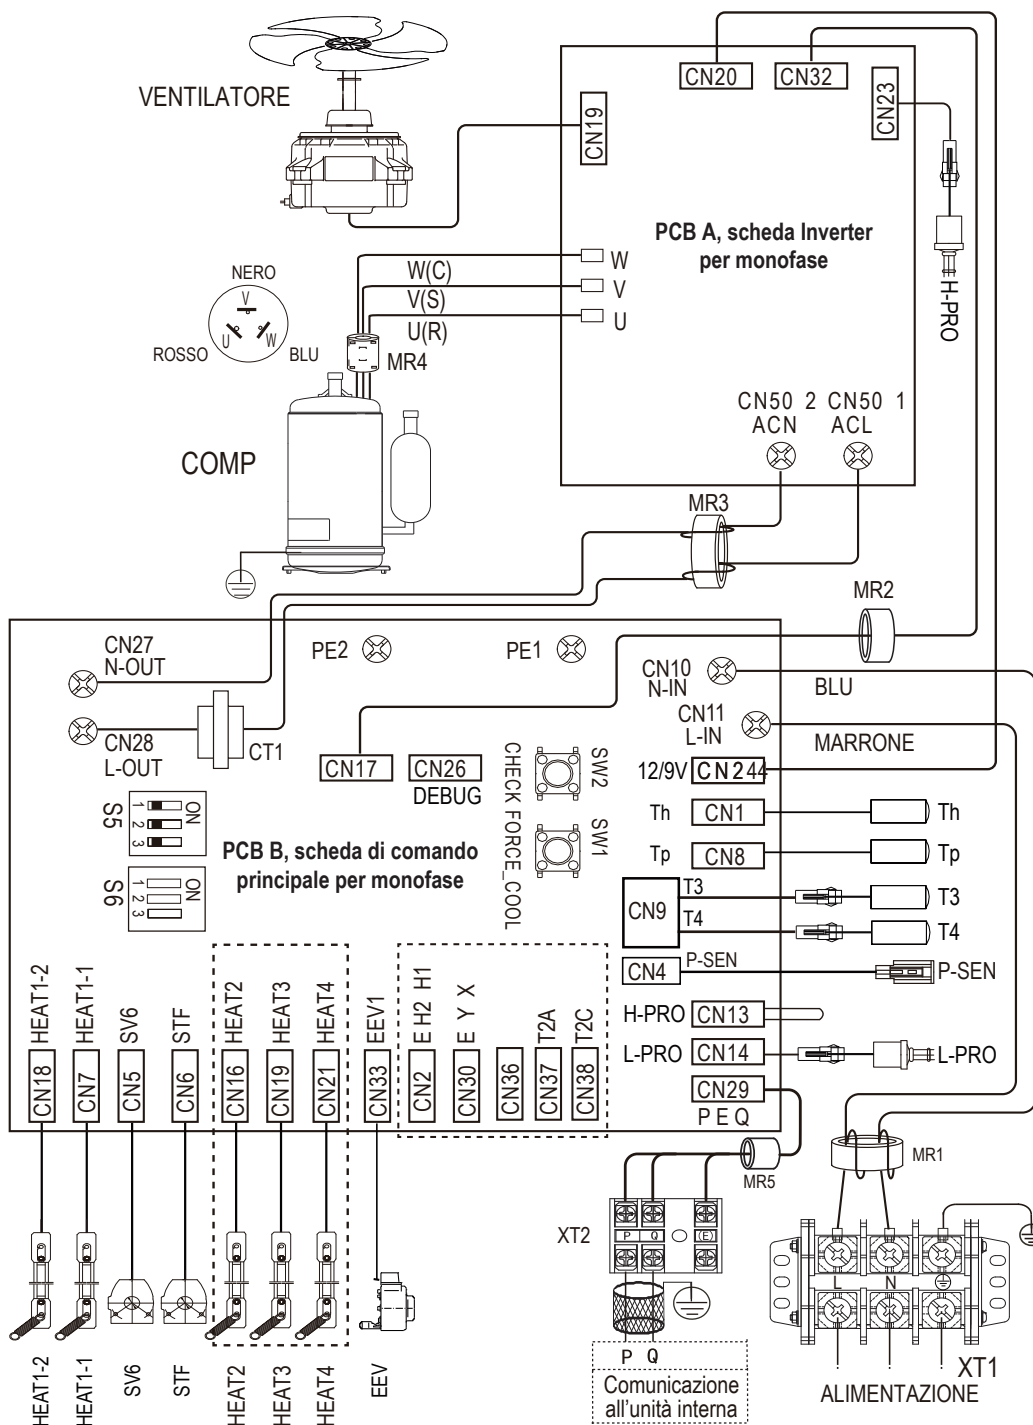 VENTILATORE
CN20
CN32
CN23
CN19
PCB A, scheda Inverter
per monofase
H-PRO
W
V
U
W(C)
V(S)
U(R)
NERO
V
U
W
ROSSO
BLU
MR4
COMP
CN50 2
ACN
CN50 1
ACL
MR3
MR2
CN27
N-OUT
PE2
PE1
CN10
N-IN
BLU
CN28
L-OUT
CT1
CN11
L-IN
MARRONE
CN17
CN26
DEBUG
CHECK FORCE_COOL
SW2
SW1
12/9V
CN244
Th
CN1
Th
Tp
CN8
Tp
CN9
T3
T3
T4
T4
CN4
P-SEN
P-SEN
H-PRO
CN13
L-PRO
CN14
L-PRO
CN29
P E Q
S5
ON
1
2
3
S6
ON
1
2
3
PCB B, scheda di comando
principale per monofase
HEAT1-2
HEAT1-1
SV6
STF
HEAT2
HEAT3
HEAT4
EEV1
E H2 H1
E Y X
T2A
T2C
CN18
CN7
CN5
CN6
CN16
CN19
CN21
CN33
CN2
CN30
CN36
CN37
CN38
MR5
MR1
XT2
P
Q
(E)
L
N
XT1
ALIMENTAZIONE
HEAT1-2
HEAT1-1
SV6
STF
HEAT2
HEAT3
HEAT4
EEV
P Q
Comunicazione
all'unità interna